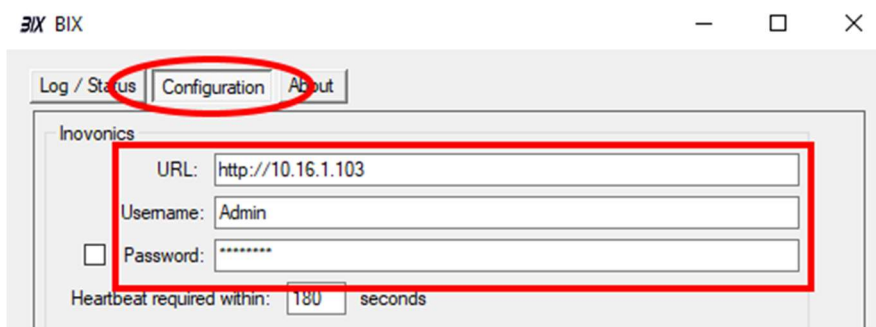 BIX BIX
Log / Status Configuration About
Inovonics
URL: http://10.16.1.103
Username: Admin
Password: ********
Heartbeat required within: 180 seconds